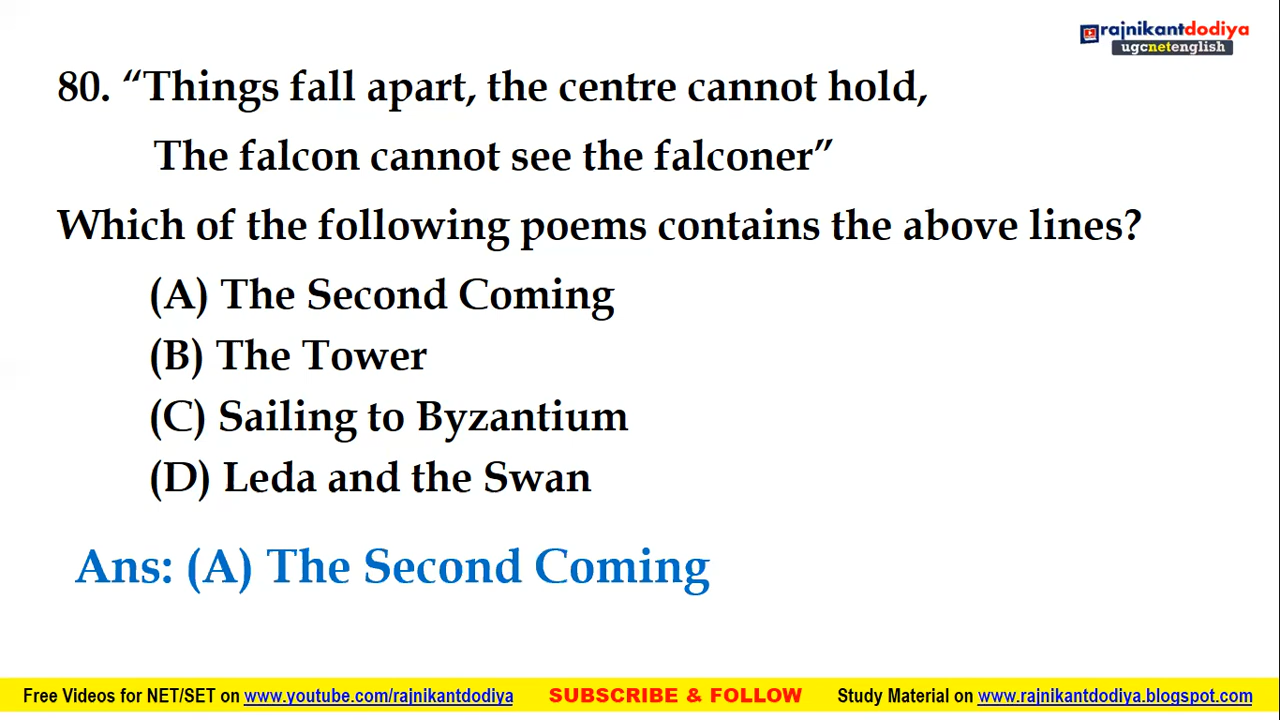 rajnikantdodiya
ugcnetenglish
80. “Things fall apart, the centre cannot hold,
The falcon cannot see the falconer”
Which of the following poems contains the above lines?
(A) The Second Coming
(B) The Tower
(C) Sailing to Byzantium
(D) Leda and the Swan
Ans: (A) The Second Coming
Free Videos for NET/SET on www.youtube.com/rajnikantdodiya SUBSCRIBE & FOLLOW Study Material on www.rajnikantdodiya.blogspot.com